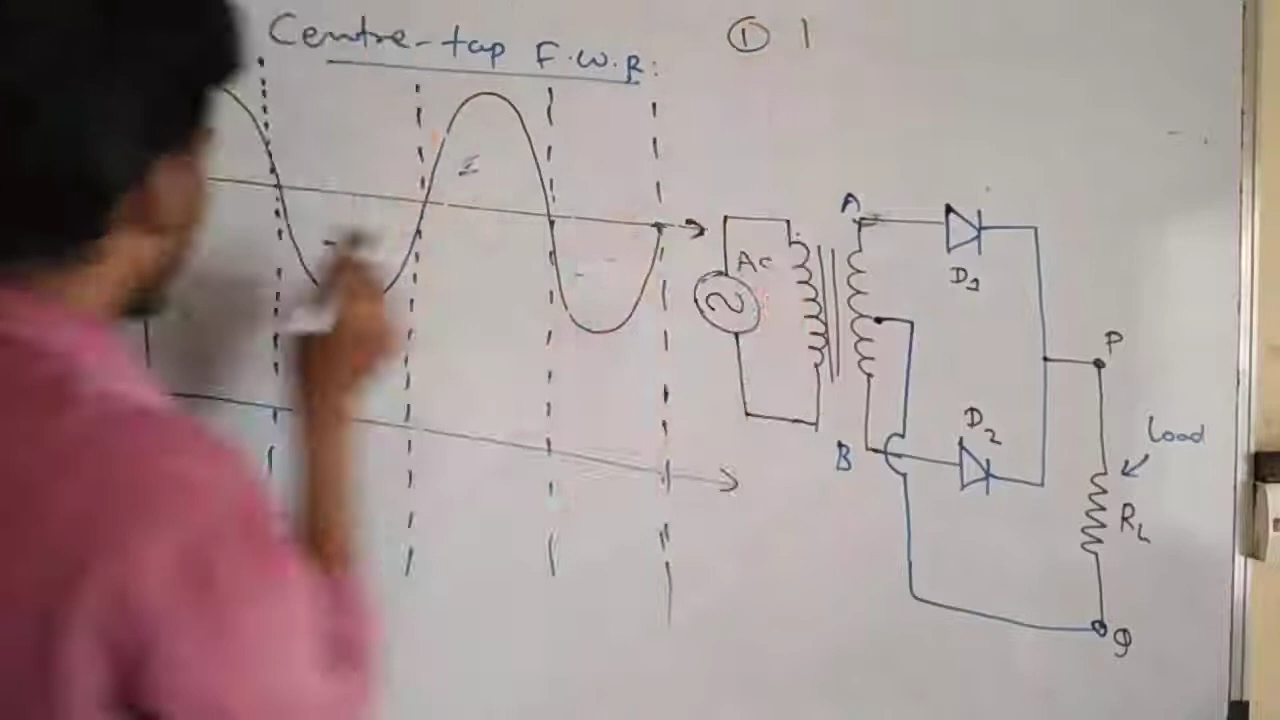 Centre-tap F.W.R.
① 1
A
Ac
D1
P
D2
load
B
RL
Q